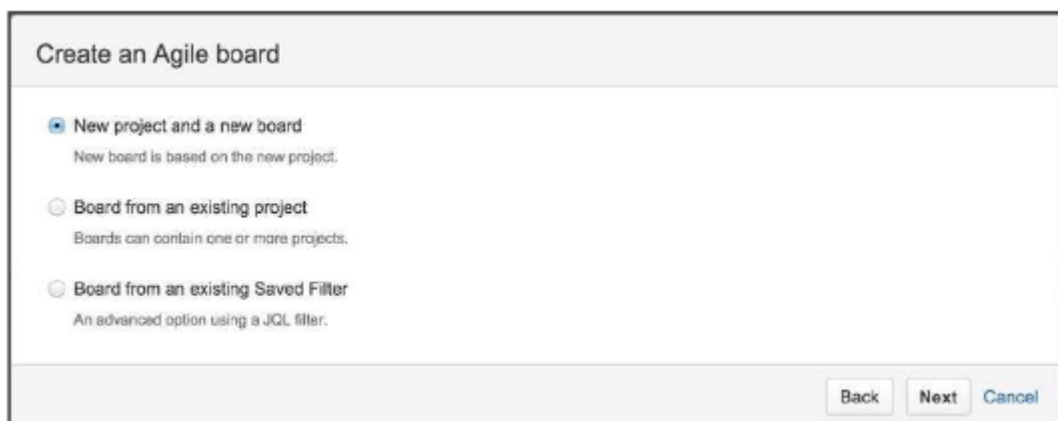 Create an Agile board
New project and a new board
New board is based on the new project.
Board from an existing project
Boards can contain one or more projects.
Board from an existing Saved Filter
An advanced option using a JQL filter.
Back Next Cancel